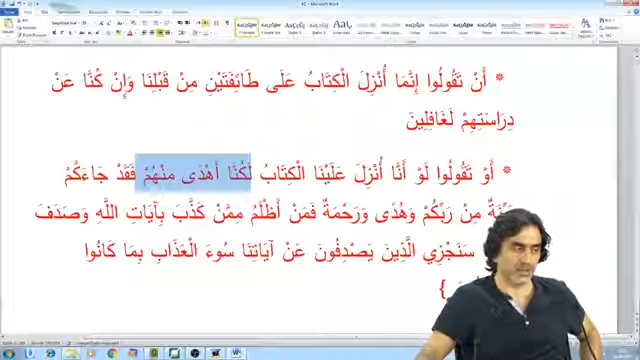 * أَنْ تَقُولُوا إِنَّمَا أُنْزِلَ الْكِتَابُ عَلَى طَائِفَتَيْنِ مِنْ قَبْلِنَا وَإِنْ كُنَّا عَنْ
دِرَاسَتِهِمْ لَغَافِلِينَ
* أَوْ تَقُولُوا لَوْ أَنَّا أُنْزِلَ عَلَيْنَا الْكِتَابُ لَكُنَّا أَهْدَى مِنْهُمْ فَقَدْ جَاءَكُمْ
بَيِّنَةٌ مِنْ رَبِّكُمْ وَهُدًى وَرَحْمَةٌ فَمَنْ أَظْلَمُ مِمَّنْ كَذَّبَ بِآيَاتِ اللَّهِ وَصَدَفَ
سَنَجْزِي الَّذِينَ يَصْدِفُونَ عَنْ آيَاتِنَا سُوءَ الْعَذَابِ بِمَا كَانُوا
}